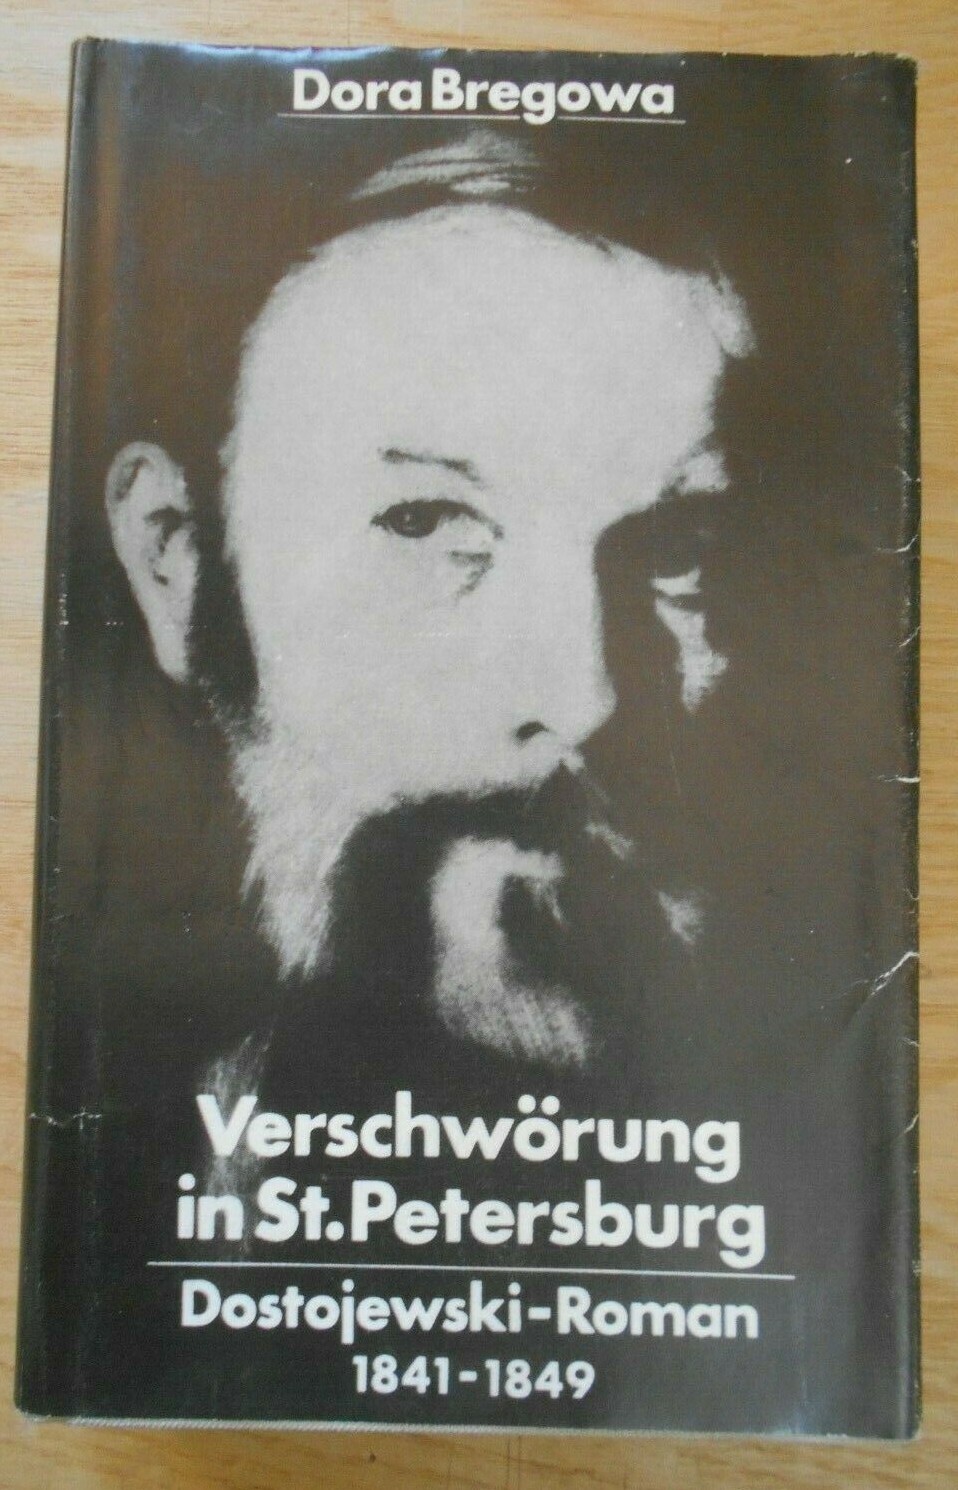 Dora Bregowa
Verschwörung
in St. Petersburg
Dostojewski-Roman
1841-1849